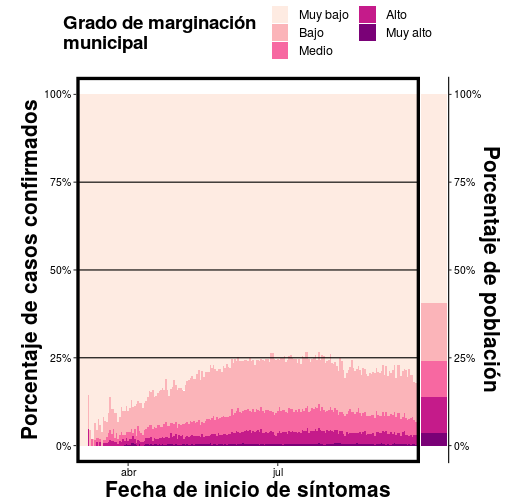 Grado de marginación
municipal
Muy bajo
Bajo
Medio
Alto
Muy alto
Porcentaje de casos confirmados
100%
75%
50%
25%
0%
100%
75%
50%
25%
0%
Porcentaje de población
abr
jul
Fecha de inicio de síntomas